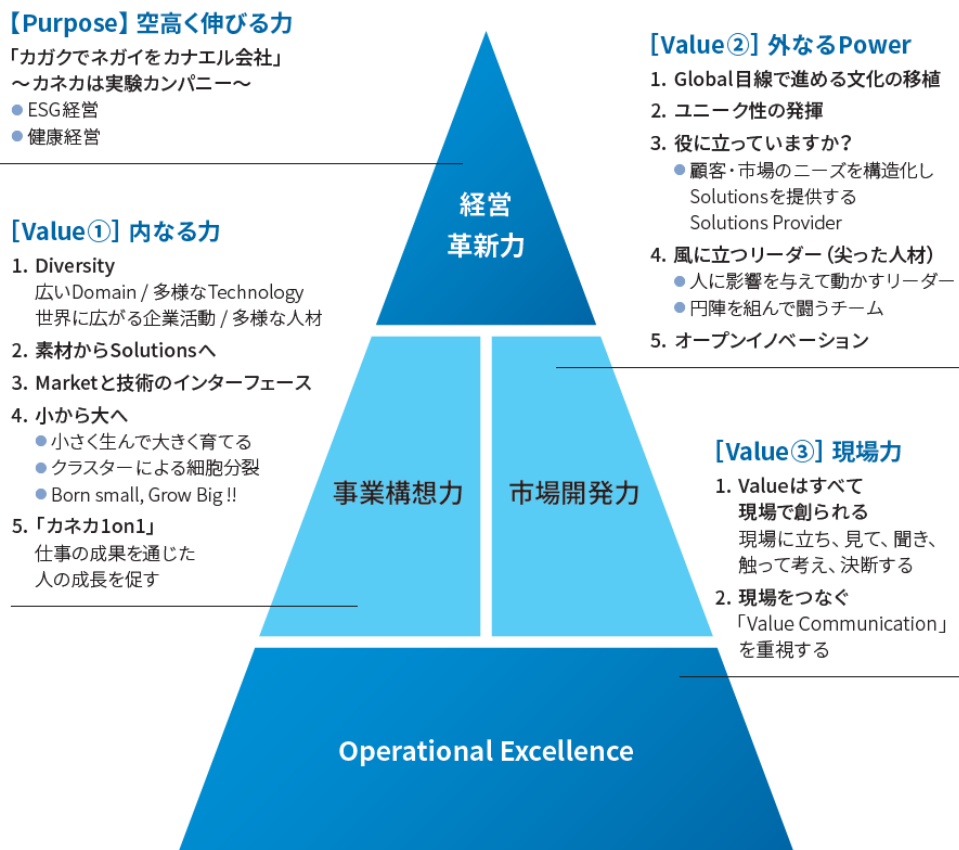 【Purpose】空高く伸びる力
「カガクでネガイをカナエル会社」
～カネカは実験カンパニー～
● ESG経営
● 健康経営
［Value①］内なる力
1. Diversity
広いDomain / 多様なTechnology
世界に広がる企業活動 / 多様な人材
2. 素材からSolutionsへ
3. Marketと技術のインターフェース
4. 小から大へ
● 小さく生んで大きく育てる
● クラスターによる細胞分裂
● Born small, Grow Big !!
5. 「カネカ1on1」
仕事の成果を通じた
人の成長を促す
経営
革新力
事業構想力
市場開発力
Operational Excellence
［Value②］外なるPower
1. Global目線で進める文化の移植
2. ユニーク性の発揮
3. 役に立っていますか？
● 顧客・市場のニーズを構造化し
Solutionsを提供する
Solutions Provider
4. 風に立つリーダー（尖った人材）
● 人に影響を与えて動かすリーダー
● 円陣を組んで闘うチーム
5. オープンイノベーション
［Value③］現場力
1. Valueはすべて
現場で創られる
現場に立ち、見て、聞き、
触って考え、決断する
2. 現場をつなぐ
「Value Communication」
を重視する